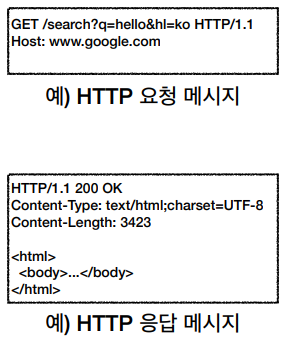 GET /search?q=hello&hl=ko HTTP/1.1
Host: www.google.com
예) HTTP 요청 메시지
HTTP/1.1 200 OK
Content-Type: text/html;charset=UTF-8
Content-Length: 3423
<html>
<body>...</body>
</html>
예) HTTP 응답 메시지